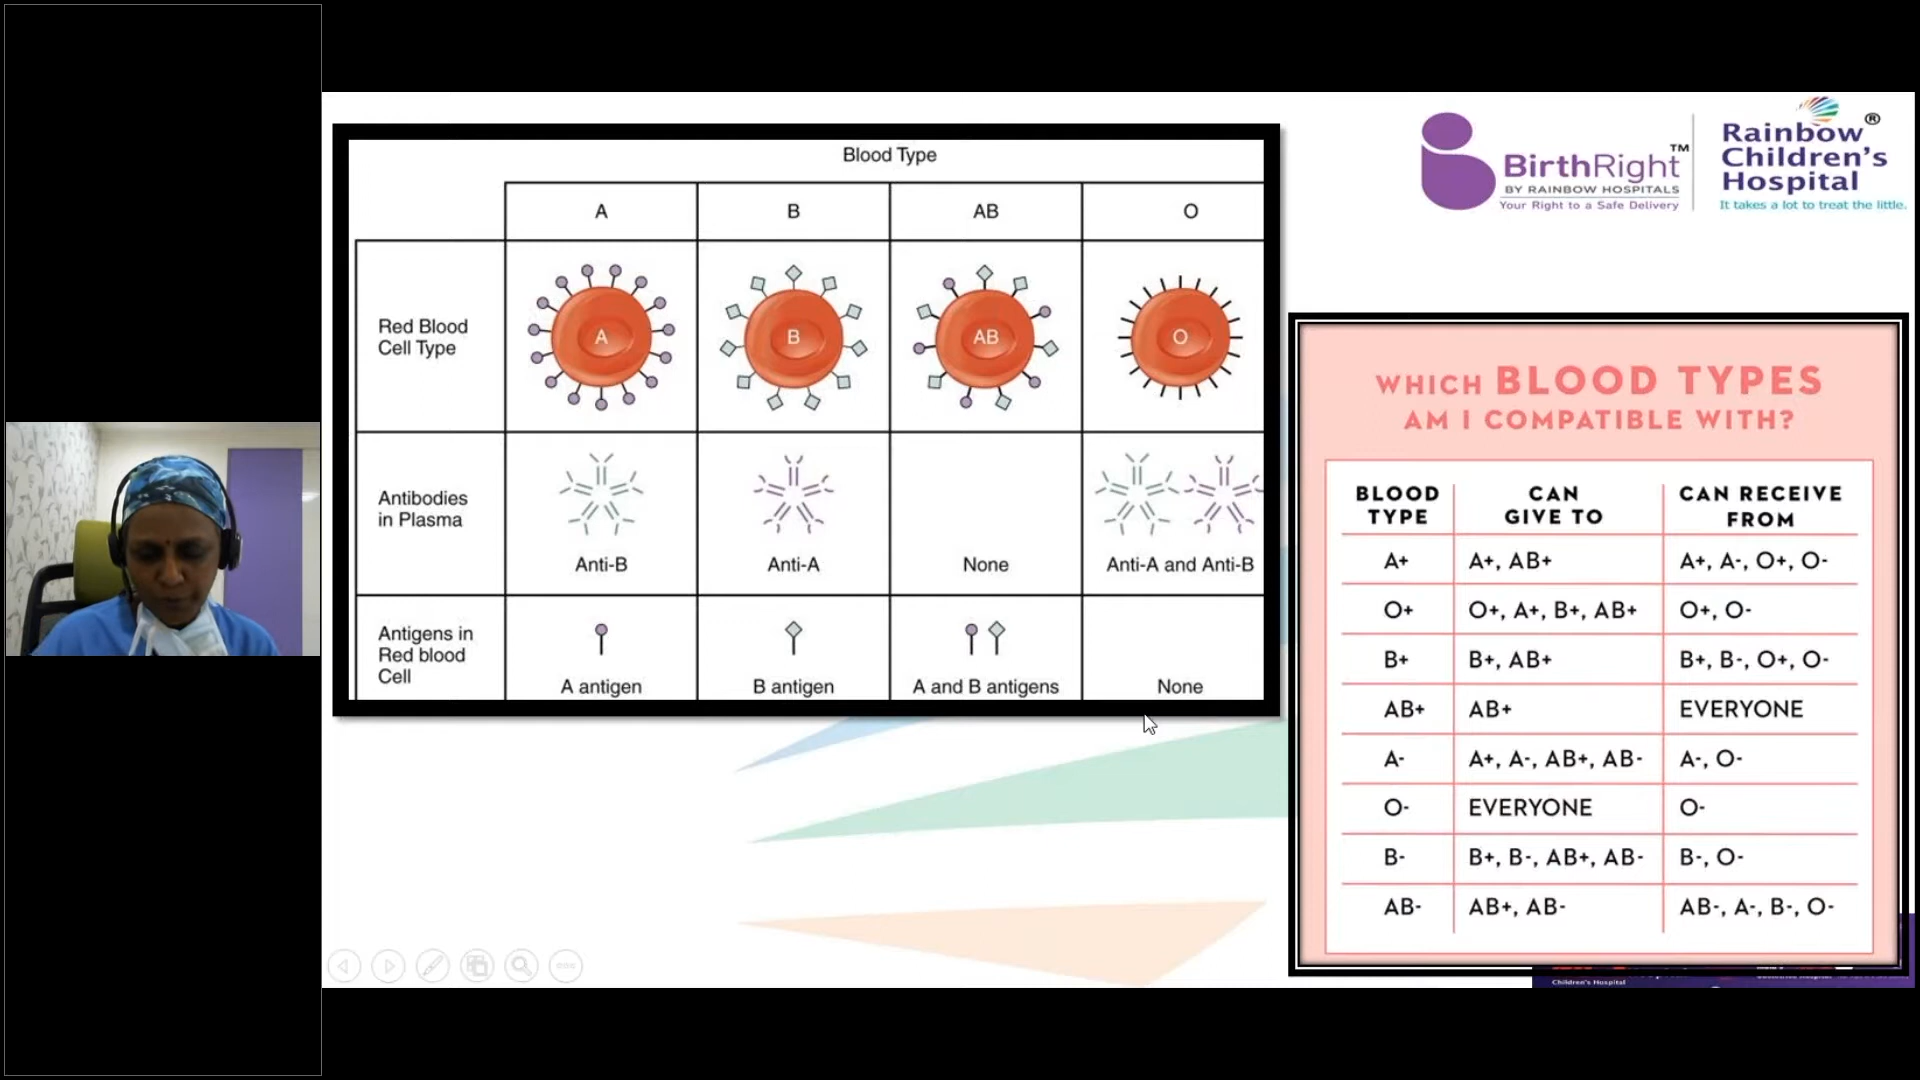 Blood Type
A B AB O
Red Blood
Cell Type
A B AB O
Antibodies
in Plasma
Anti-B Anti-A None Anti-A and Anti-B
Antigens in
Red blood
Cell
A antigen B antigen A and B antigens None
BirthRight™
BY RAINBOW HOSPITALS
Your Right to a Safe Delivery
Rainbow®
Children's
Hospital
It takes a lot to treat the little.
WHICH BLOOD TYPES
AM I COMPATIBLE WITH?
BLOOD TYPE CAN GIVE TO CAN RECEIVE FROM
A+ A+, AB+ A+, A-, O+, O-
O+ O+, A+, B+, AB+ O+, O-
B+ B+, AB+ B+, B-, O+, O-
AB+ AB+ EVERYONE
A- A+, A-, AB+, AB- A-, O-
O- EVERYONE O-
B- B+, B-, AB+, AB- B-, O-
AB- AB+, AB- AB-, A-, B-, O-
Children's Hospital